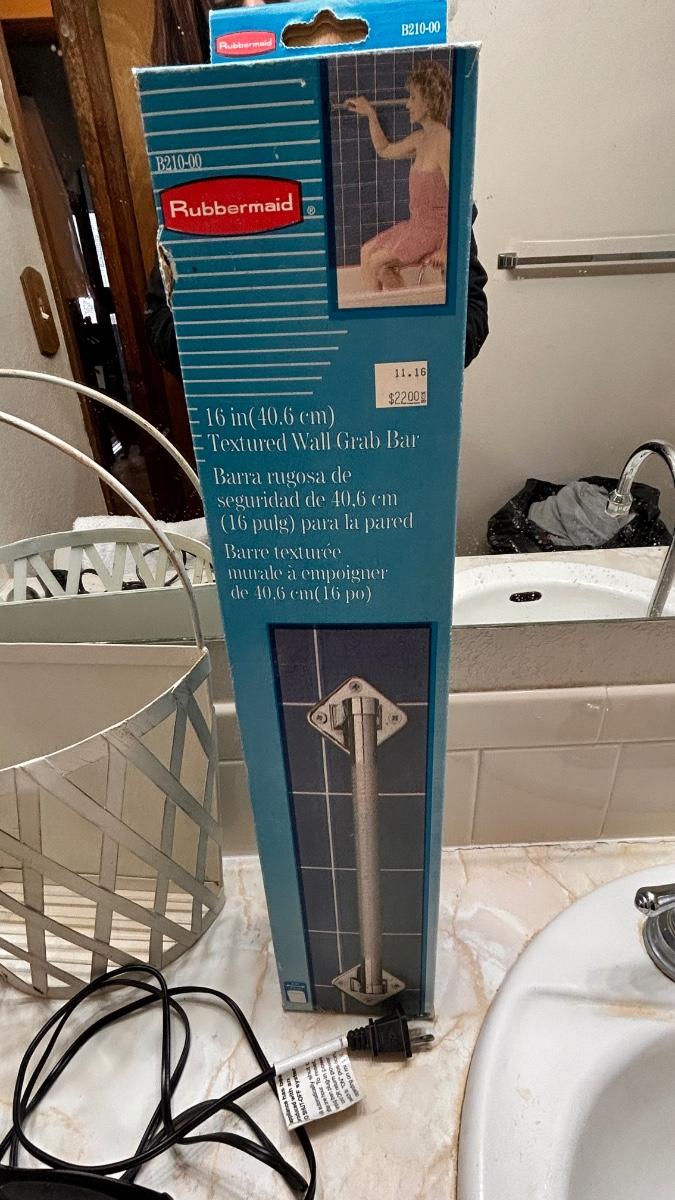 Rubbermaid
B210-00
B210-00
Rubbermaid®
11.16
$2200
16 in(40.6 cm)
Textured Wall Grab Bar
Barra rugosa de
seguridad de 40,6 cm
(16 pulg) para la pared
Barre texturée
murale à empoigner
de 40,6 cm(16 po)